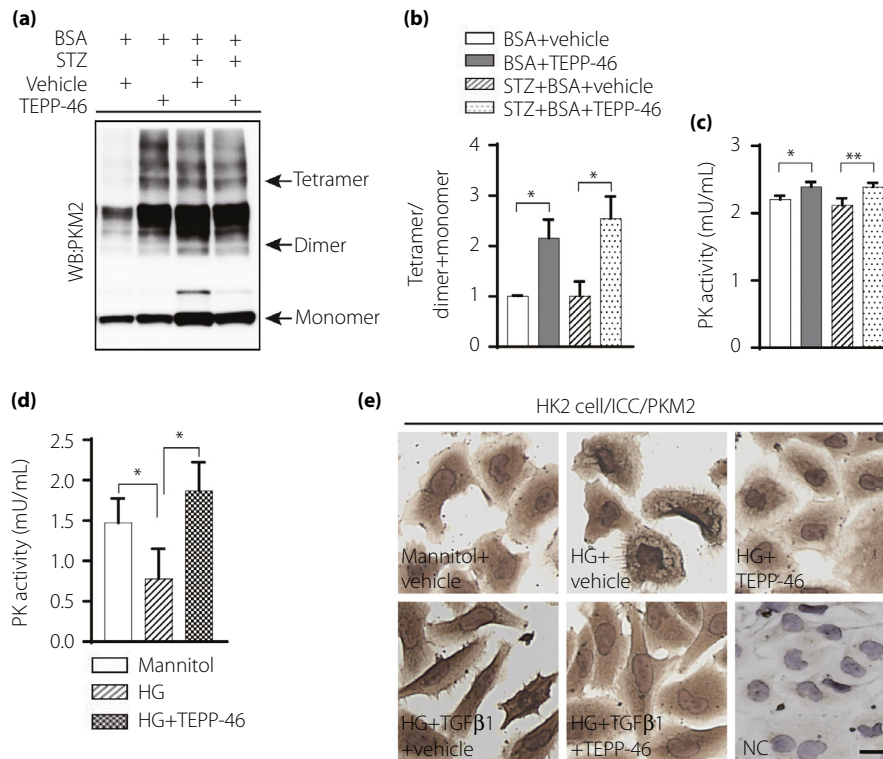 (a)
BSA + + + +
STZ + +
Vehicle + +
TEPP-46 + +
WB:PKM2
Tetramer
Dimer
Monomer
(b)
BSA+vehicle
BSA+TEPP-46
STZ+BSA+vehicle
STZ+BSA+TEPP-46
Tetramer/
dimer+monomer
4
3
2
1
0
*
*
(c)
PK activity (mU/mL)
3
2
1
0
*
**
(d)
PK activity (mU/mL)
2.5
2.0
1.5
1.0
0.5
0.0
*
*
Mannitol
HG
HG+TEPP-46
(e)
HK2 cell/ICC/PKM2
Mannitol+
vehicle
HG+
vehicle
HG+
TEPP-46
HG+TGFβ1
+vehicle
HG+TGFβ1
+TEPP-46
NC